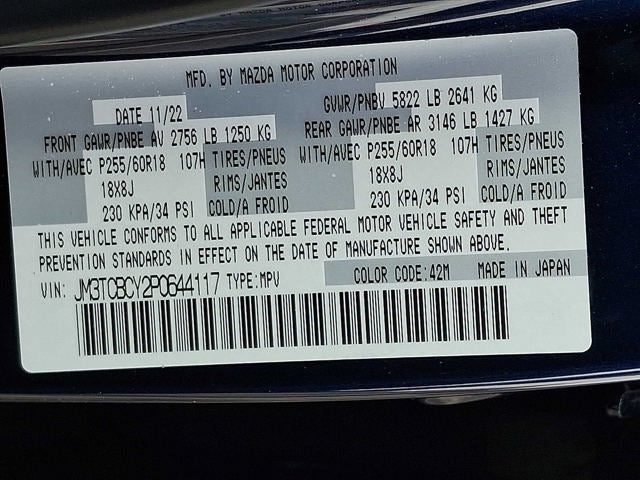 MFD. BY MAZDA MOTOR CORPORATION
DATE 11/22 GVWR/PNBV 5822 LB 2641 KG
FRONT GAWR/PNBE AV 2756 LB 1250 KG REAR GAWR/PNBE AR 3146 LB 1427 KG
WITH/AVEC P255/60R18 107H TIRES/PNEUS WITH/AVEC P255/60R18 107H TIRES/PNEUS
18X8J RIMS/JANTES 18X8J RIMS/JANTES
230 KPA/34 PSI COLD/A FROID 230 KPA/34 PSI COLD/A FROID
THIS VEHICLE CONFORMS TO ALL APPLICABLE FEDERAL MOTOR VEHICLE SAFETY AND THEFT
PREVENTION STANDARDS IN EFFECT ON THE DATE OF MANUFACTURE SHOWN ABOVE.
VIN: JM3TCBCY2P0644117 TYPE:MPV COLOR CODE:42M MADE IN JAPAN